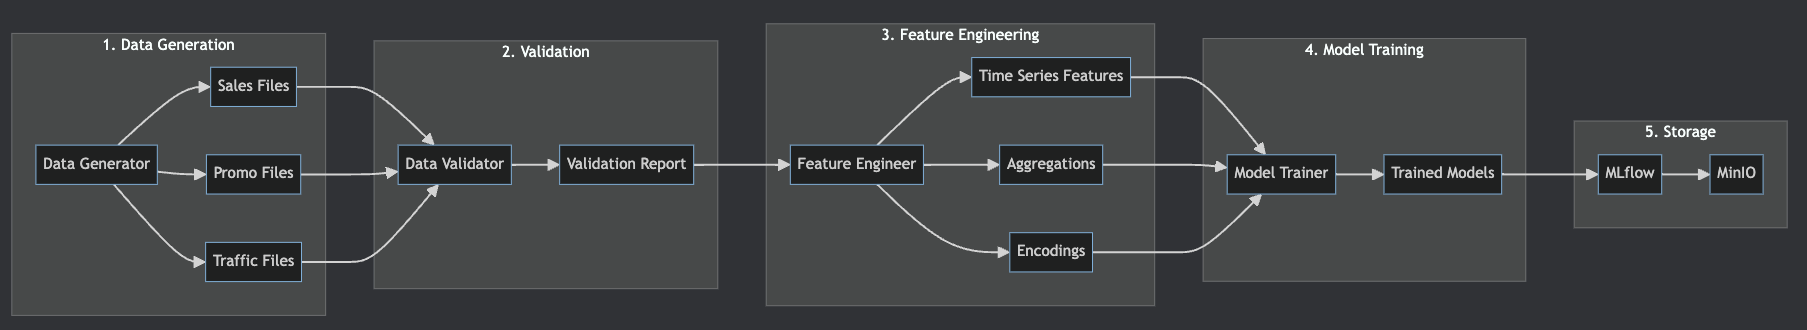 1. Data Generation
Data Generator
Sales Files
Promo Files
Traffic Files
2. Validation
Data Validator
Validation Report
3. Feature Engineering
Feature Engineer
Time Series Features
Aggregations
Encodings
4. Model Training
Model Trainer
Trained Models
5. Storage
MLflow
MinIO